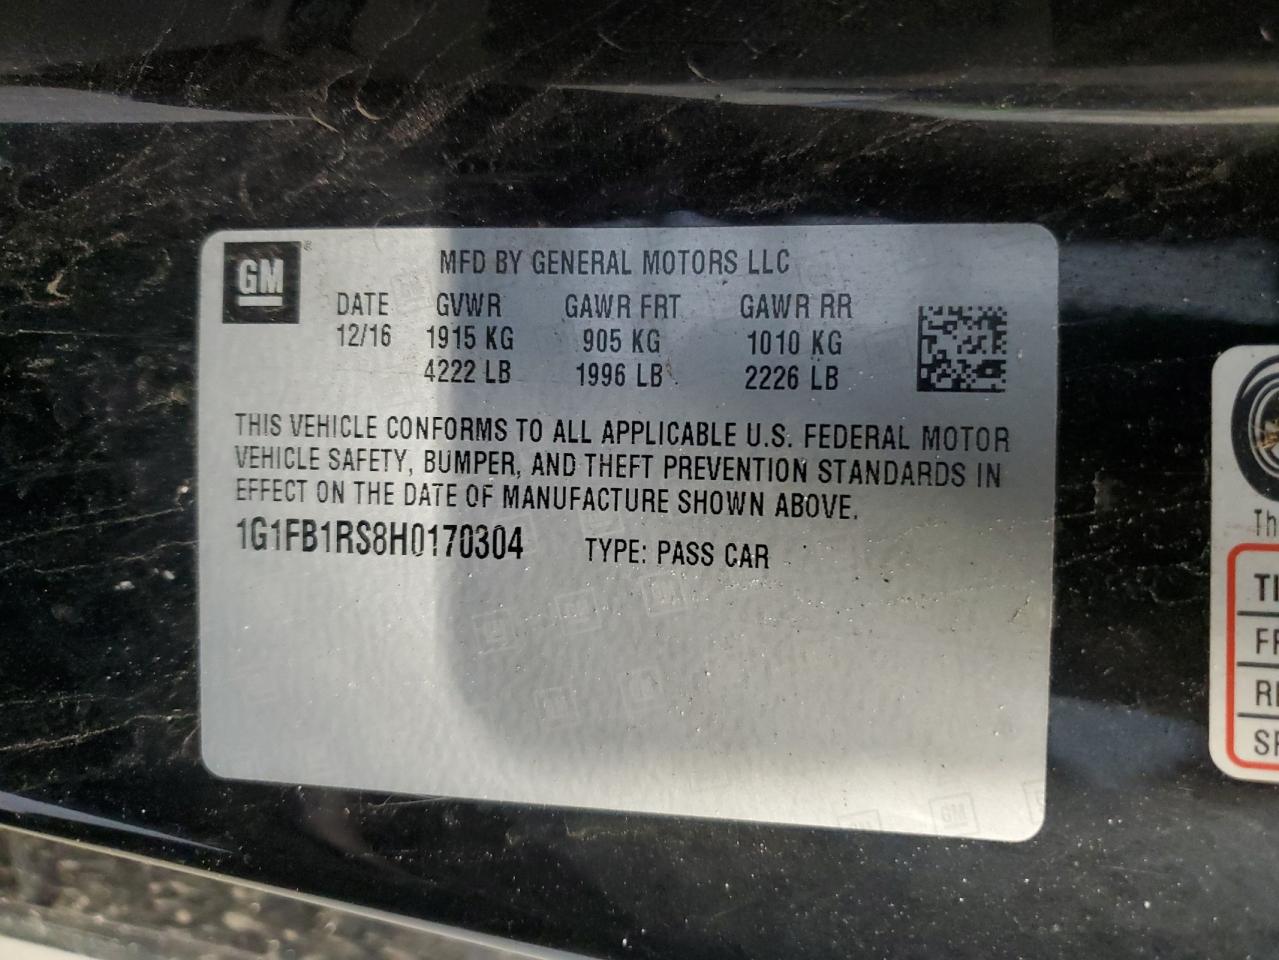 GM
MFD BY GENERAL MOTORS LLC
DATE GVWR GAWR FRT GAWR RR
12/16 1915 KG 905 KG 1010 KG
4222 LB 1996 LB 2226 LB
THIS VEHICLE CONFORMS TO ALL APPLICABLE U.S. FEDERAL MOTOR
VEHICLE SAFETY, BUMPER, AND THEFT PREVENTION STANDARDS IN
EFFECT ON THE DATE OF MANUFACTURE SHOWN ABOVE.
1G1FB1RS8H0170304 TYPE: PASS CAR
GM